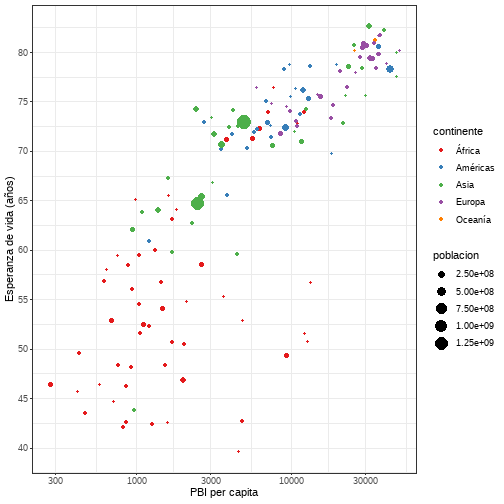 80
75
70
65
60
55
50
45
40
Esperanza de vida (años)
300
1000
3000
10000
30000
PBI per capita
continente
África
Américas
Asia
Europa
Oceanía
poblacion
2.50e+08
5.00e+08
7.50e+08
1.00e+09
1.25e+09